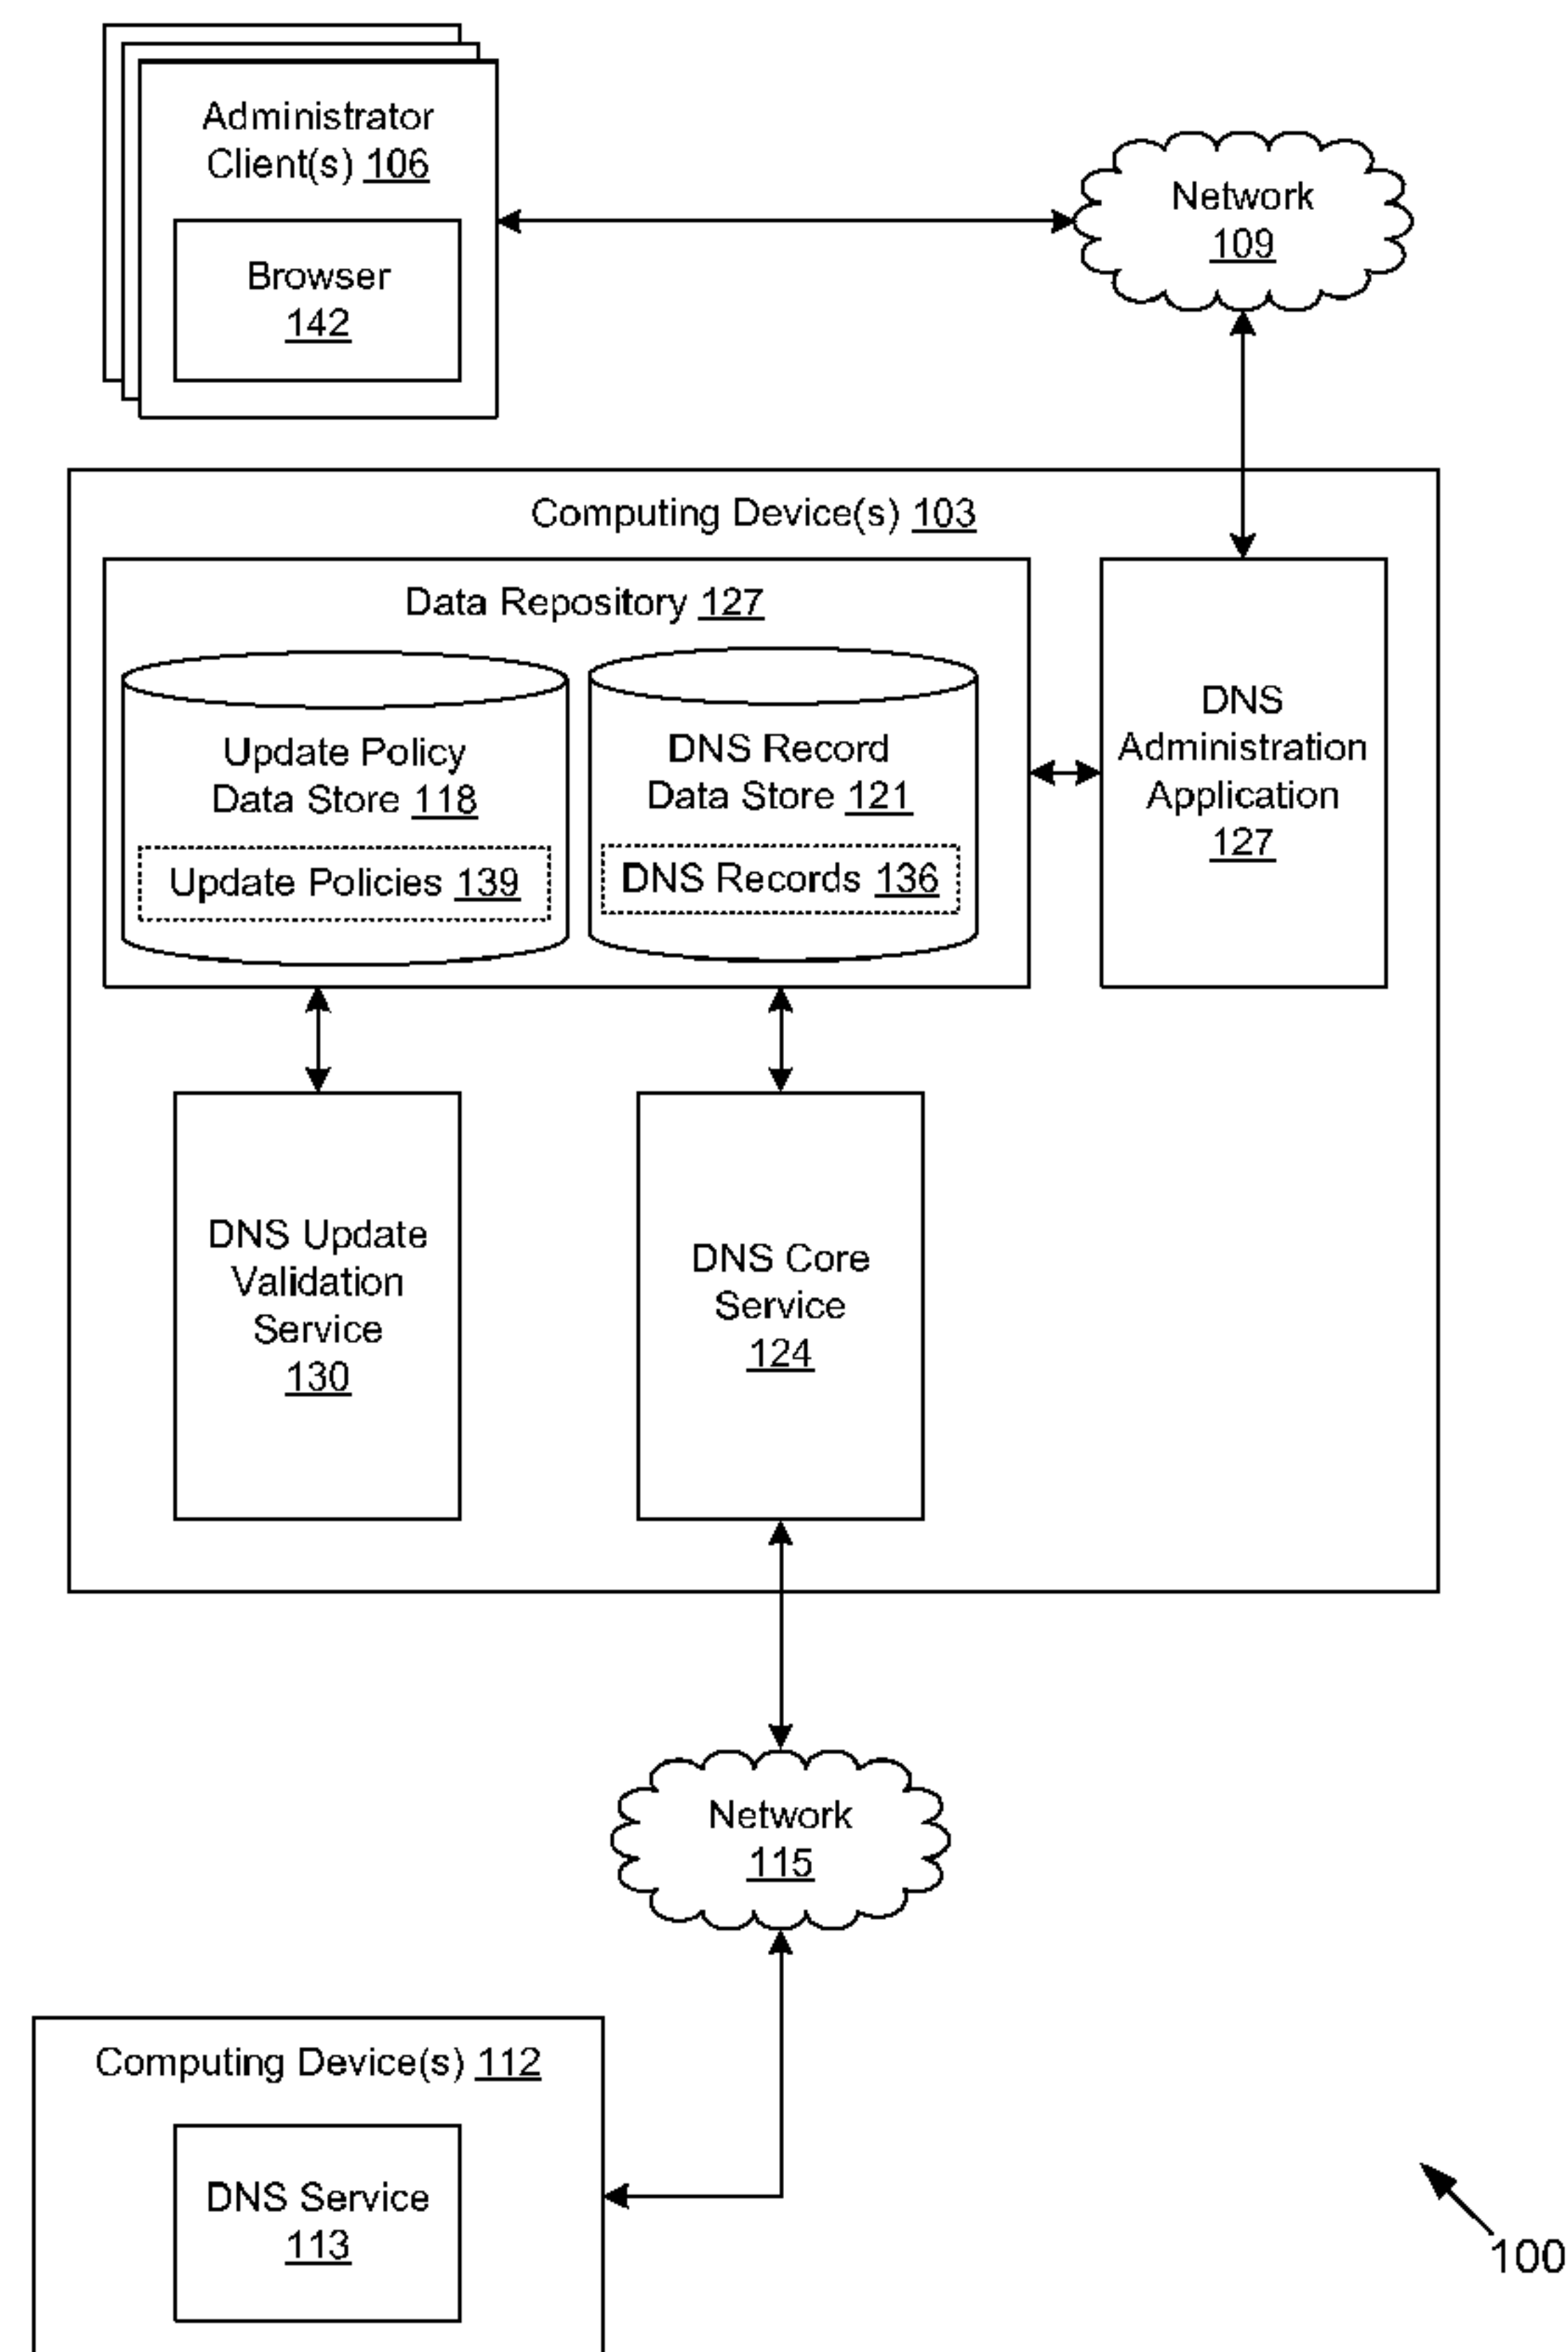 Administrator
Client(s) 106
Browser
142
Network
109
Computing Device(s) 103
Data Repository 127
Update Policy
Data Store 118
Update Policies 139
DNS Record
Data Store 121
DNS Records 136
DNS
Administration
Application
127
DNS Update
Validation
Service
130
DNS Core
Service
124
Network
115
Computing Device(s) 112
DNS Service
113
100